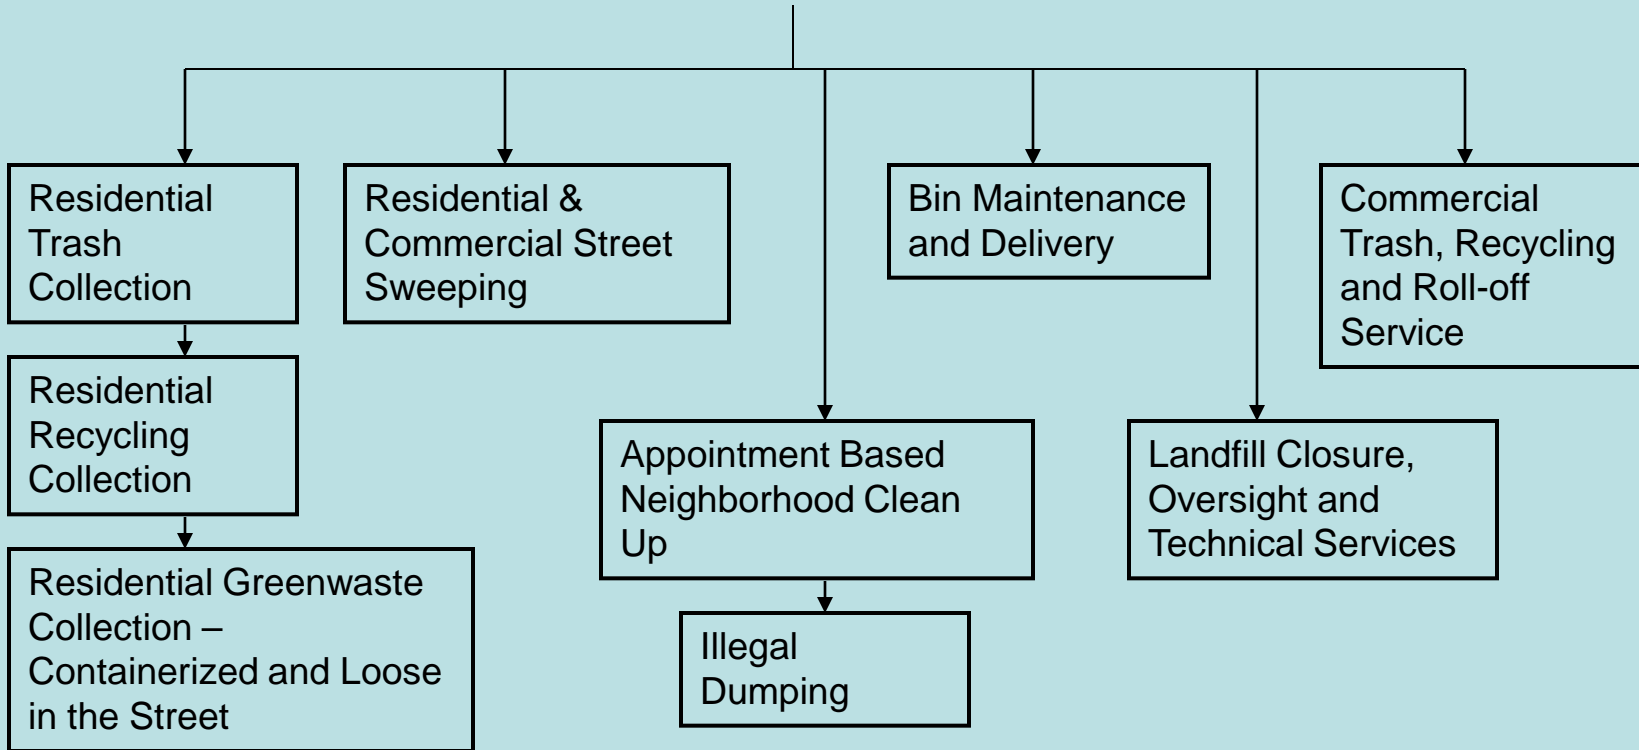 Residential
Trash
Collection
Residential &
Commercial Street
Sweeping
Bin Maintenance
and Delivery
Commercial
Trash, Recycling
and Roll-off
Service
Residential
Recycling
Collection
Appointment Based
Neighborhood Clean
Up
Landfill Closure,
Oversight and
Technical Services
Residential Greenwaste
Collection –
Containerized and Loose
in the Street
Illegal
Dumping